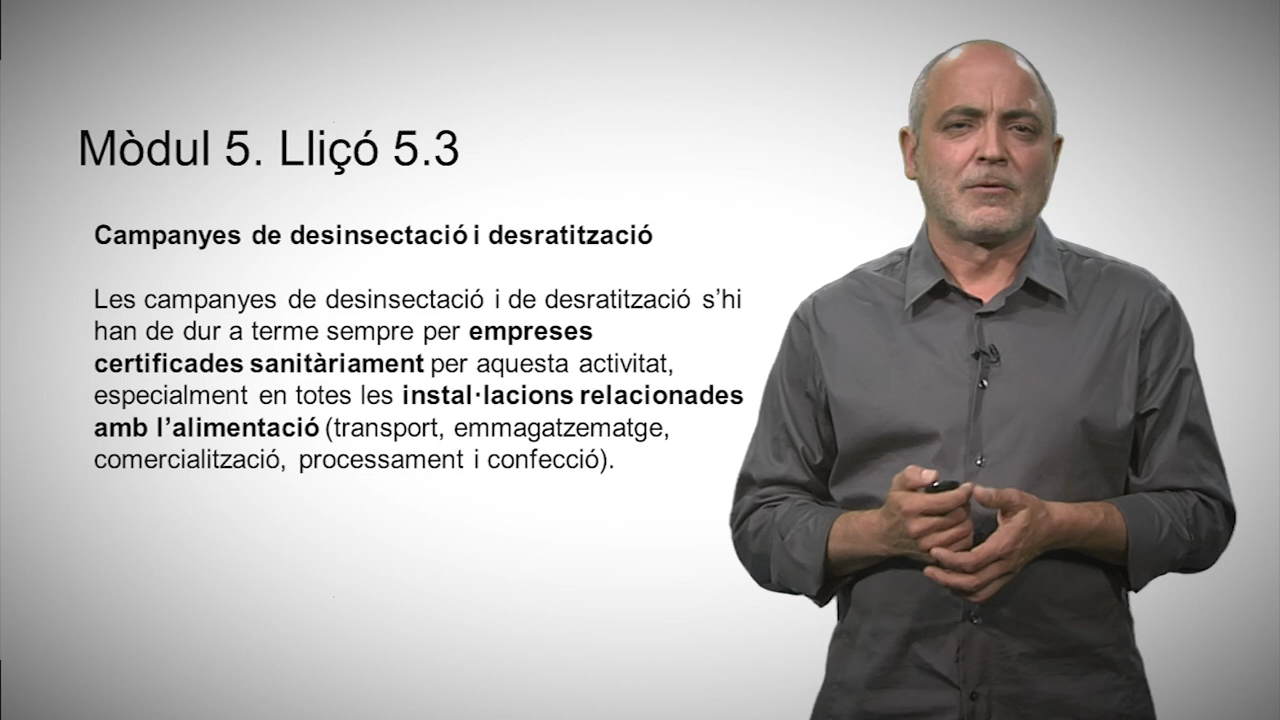 Mòdul 5. Lliçó 5.3
Campanyes de desinsectació i desratització
Les campanyes de desinsectació i de desratització s’hi
han de dur a terme sempre per empreses
certificades sanitàriament per aquesta activitat,
especialment en totes les instal·lacions relacionades
amb l’alimentació (transport, emmagatzematge,
comercialització, processament i confecció).